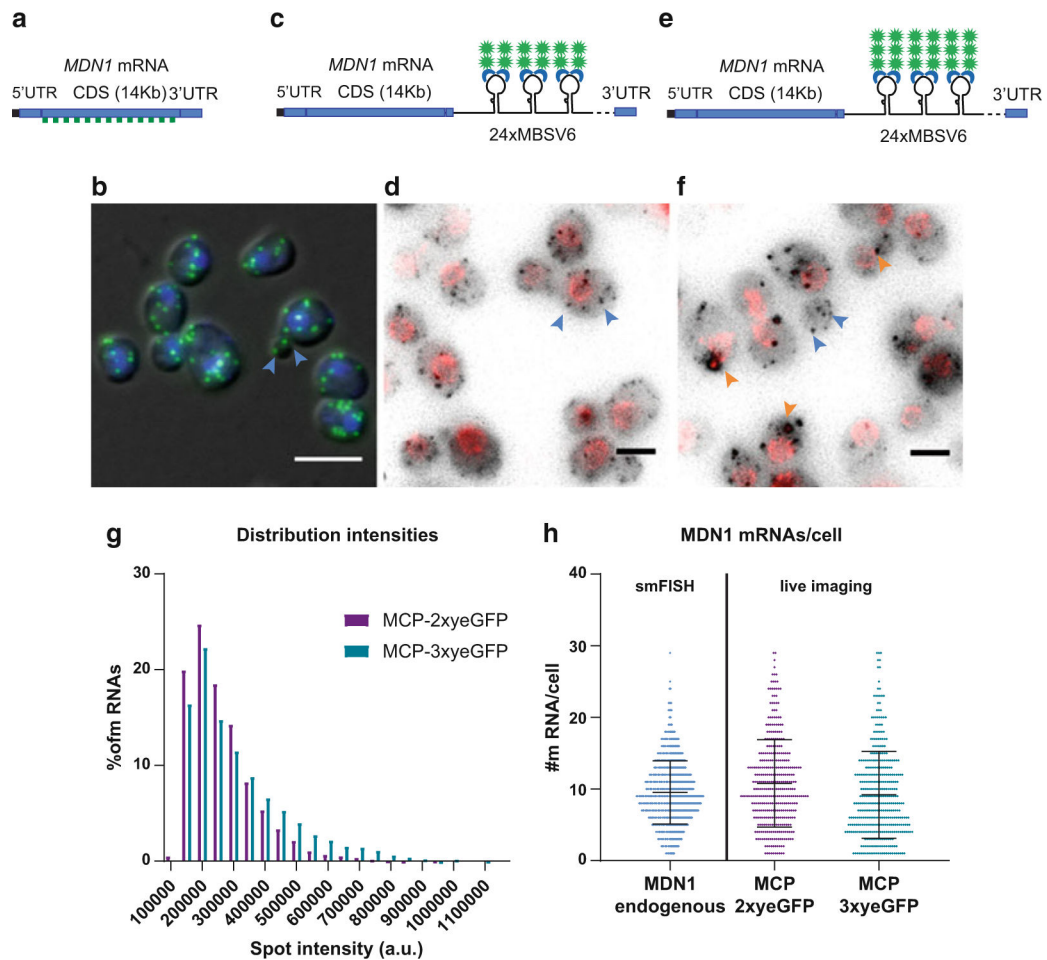 a
MDN1 mRNA
5'UTR CDS (14Kb) 3'UTR
c
MDN1 mRNA
5'UTR CDS (14Kb)
3'UTR
24xMBSV6
e
MDN1 mRNA
5'UTR CDS (14Kb)
3'UTR
24xMBSV6
b
d
f
g
Distribution intensities
30
20
10
0
%ofm RNAs
MCP-2xyeGFP
MCP-3xyeGFP
100000
200000
300000
400000
500000
600000
700000
800000
900000
1000000
1100000
Spot intensity (a.u.)
h
MDN1 mRNAs/cell
40
30
20
10
0
#m RNA/cell
smFISH
live imaging
MDN1
endogenous
MCP
2xyeGFP
MCP
3xyeGFP